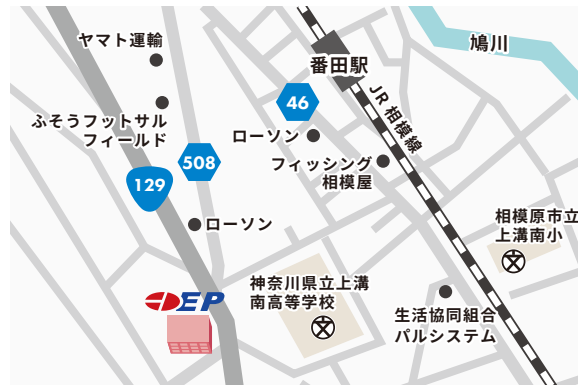 ヤマト運輸
鳩川
番田駅
46
JR 相模線
ふそうフットサル
フィールド
ローソン
508
フィッシング
相模屋
129
ローソン
相模原市立
上溝南小
神奈川県立上溝
南高等学校
EP
生活協同組合
パルシステム